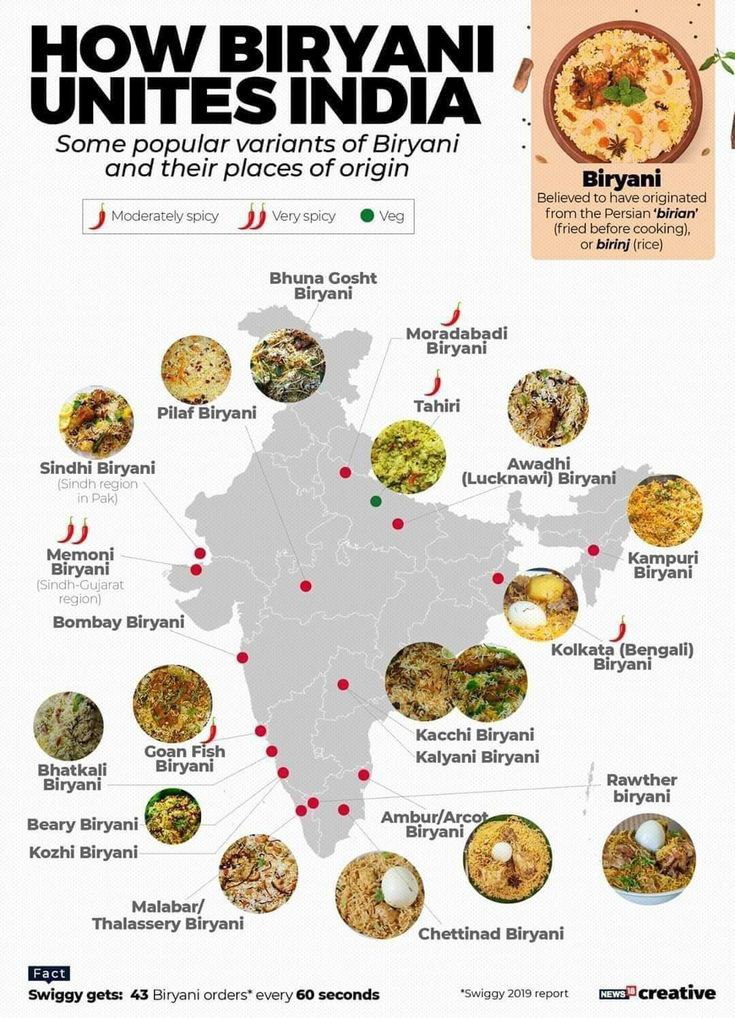 HOW BIRYANI
UNITES INDIA
Some popular variants of Biryani
and their places of origin
Moderately spicy
Very spicy
Veg
Biryani
Believed to have originated
from the Persian 'birian'
(fried before cooking),
or birinj (rice)
Bhuna Gosht
Biryani
Moradabadi
Biryani
Pilaf Biryani
Tahiri
Sindhi Biryani
(Sindh region
in Pak)
Awadhi
(Lucknawi) Biryani
Memoni
Biryani
(Sindh-Gujarat
region)
Kampuri
Biryani
Bombay Biryani
Kolkata (Bengali)
Biryani
Kacchi Biryani
Kalyani Biryani
Goan Fish
Biryani
Bhatkali
Biryani
Rawther
biryani
Beary Biryani
Ambur/Arcot
Biryani
Kozhi Biryani
Malabar/
Thalassery Biryani
Chettinad Biryani
Fact
Swiggy gets: 43 Biryani orders* every 60 seconds
*Swiggy 2019 report
NEWS18 creative